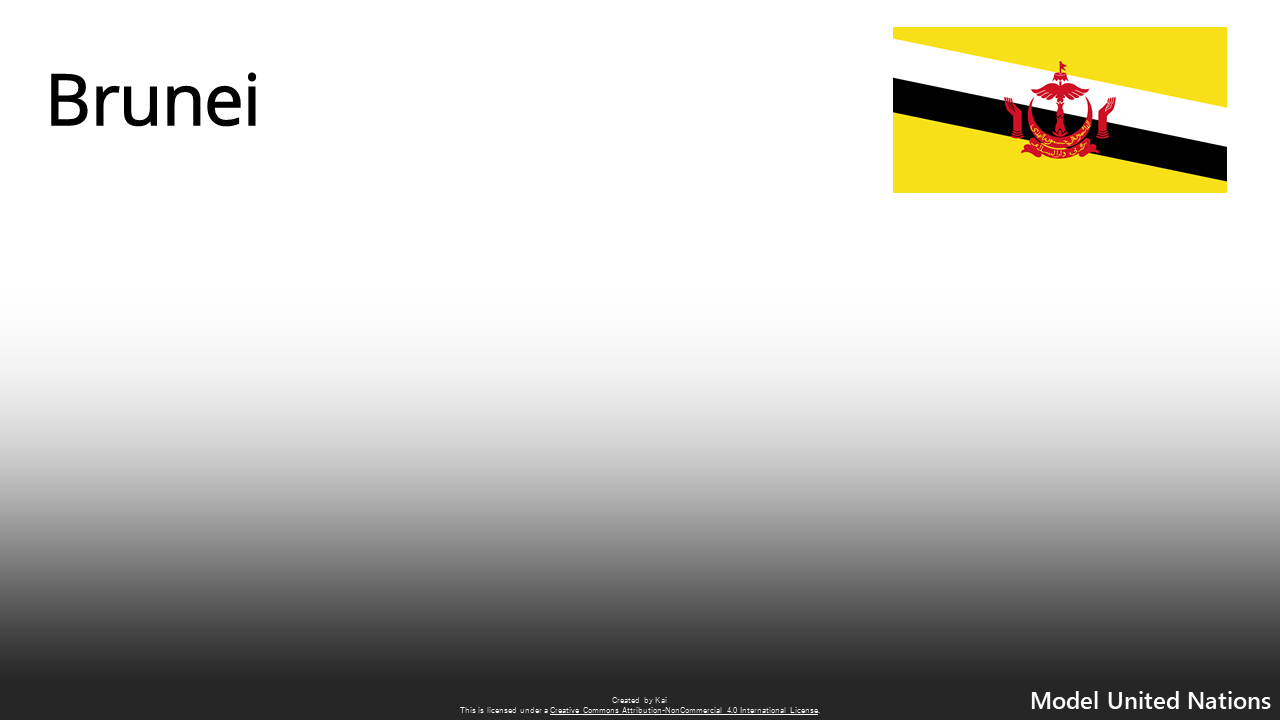 Brunei
Created by Kai
This is licensed under a Creative Commons Attribution-NonCommercial 4.0 International License.
Model United Nations